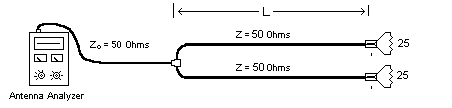 L
Z = 50 Ohms
Zo = 50 Ohms
25
Z = 50 Ohms
25
Antenna Analyzer